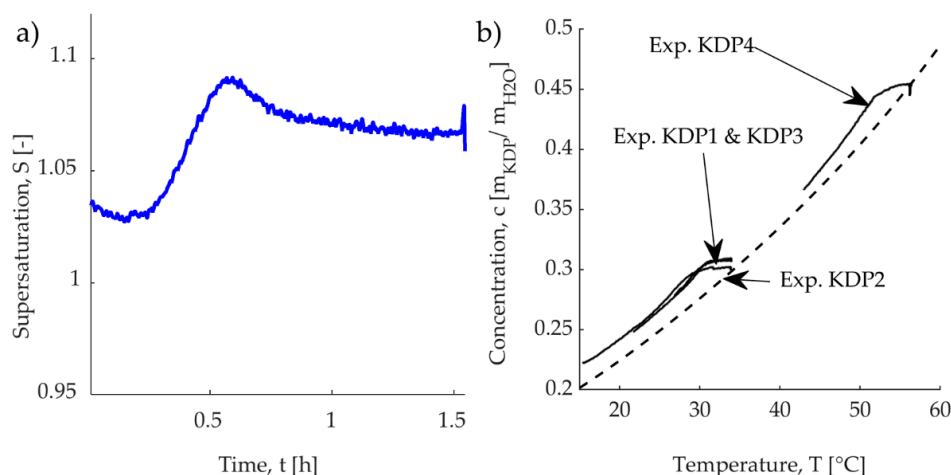 a)
Supersaturation, S [-]
1.1
1.05
1
0.95
0.5
1
1.5
Time, t [h]
b)
Concentration, c [m_KDP/ m_H2O]
0.5
0.45
0.4
0.35
0.3
0.25
0.2
Exp. KDP4
Exp. KDP1 & KDP3
Exp. KDP2
20
30
40
50
60
Temperature, T [°C]